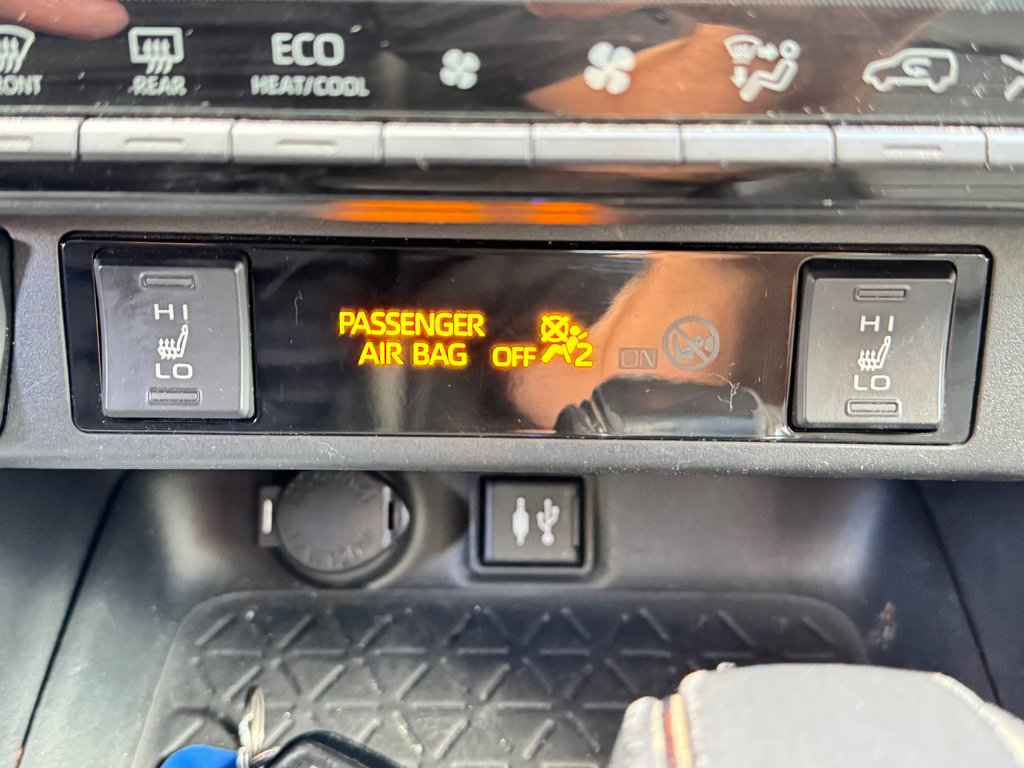 FRONT
REAR
ECO
HEAT/COOL
HI
LO
PASSENGER
AIR BAG OFF 2
ON
HI
LO